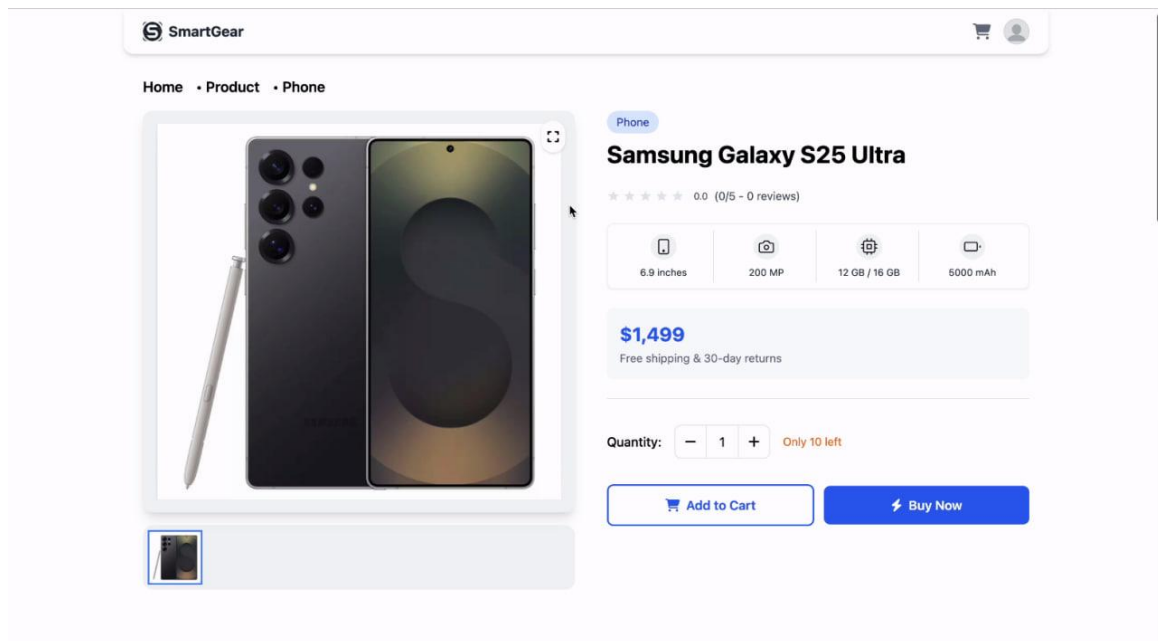 SmartGear
Home • Product • Phone
Phone
Samsung Galaxy S25 Ultra
0.0 (0/5 - 0 reviews)
6.9 inches
200 MP
12 GB / 16 GB
5000 mAh
$1,499
Free shipping & 30-day returns
Quantity: − 1 + Only 10 left
Add to Cart
Buy Now
SAMSUNG